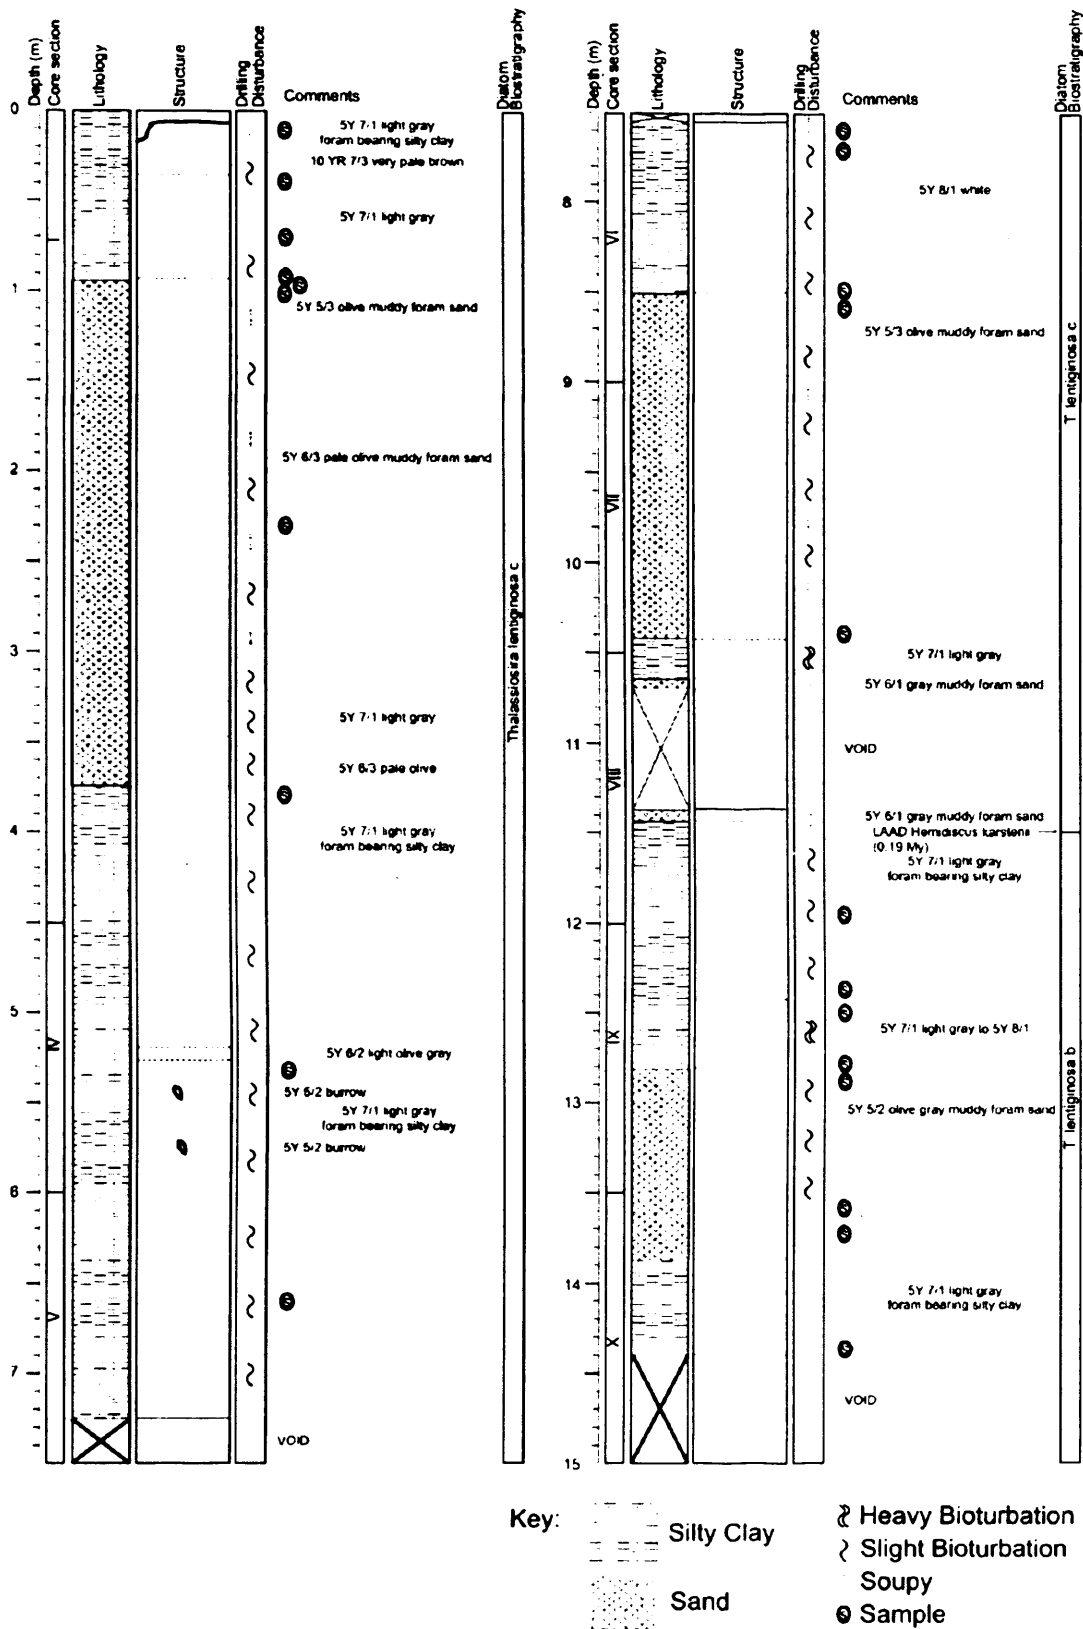 Depth (m)
Core section
Lithology
Structure
Drilling
Disturbance
Comments
Diatom
Biostratigraphy
0
1
2
3
4
5
6
7
I
IV
V
5Y 7/1 light gray
foram bearing silty clay
10 YR 7/3 very pale brown
5Y 7/1 light gray
5Y 5/3 olive muddy foram sand
5Y 6/3 pale olive muddy foram sand
5Y 7/1 light gray
5Y 6/3 pale olive
5Y 7/1 light gray
foram bearing silty clay
5Y 6/2 light olive gray
5Y 6/2 burrow
5Y 7/1 light gray
foram bearing silty clay
5Y 5/2 burrow
VOID
Thalassiosira lentiginosa c
Depth (m)
Core section
Lithology
Structure
Drilling
Disturbance
Comments
Diatom
Biostratigraphy
8
9
10
11
12
13
14
15
VI
VII
VIII
X
X
5Y 8/1 white
5Y 5/3 olive muddy foram sand
5Y 7/1 light gray
5Y 6/1 gray muddy foram sand
VOID
5Y 6/1 gray muddy foram sand
LAAD Hemidiscus karstenii
(0.19 My)
5Y 7/1 light gray
foram bearing silty clay
5Y 7/1 light gray to 5Y 8/1
5Y 5/2 olive gray muddy foram sand
5Y 7/1 light gray
foram bearing silty clay
VOID
T lentiginosa c
T lentiginosa b
Key:
Silty Clay
Sand
Heavy Bioturbation
Slight Bioturbation
Soupy
Sample